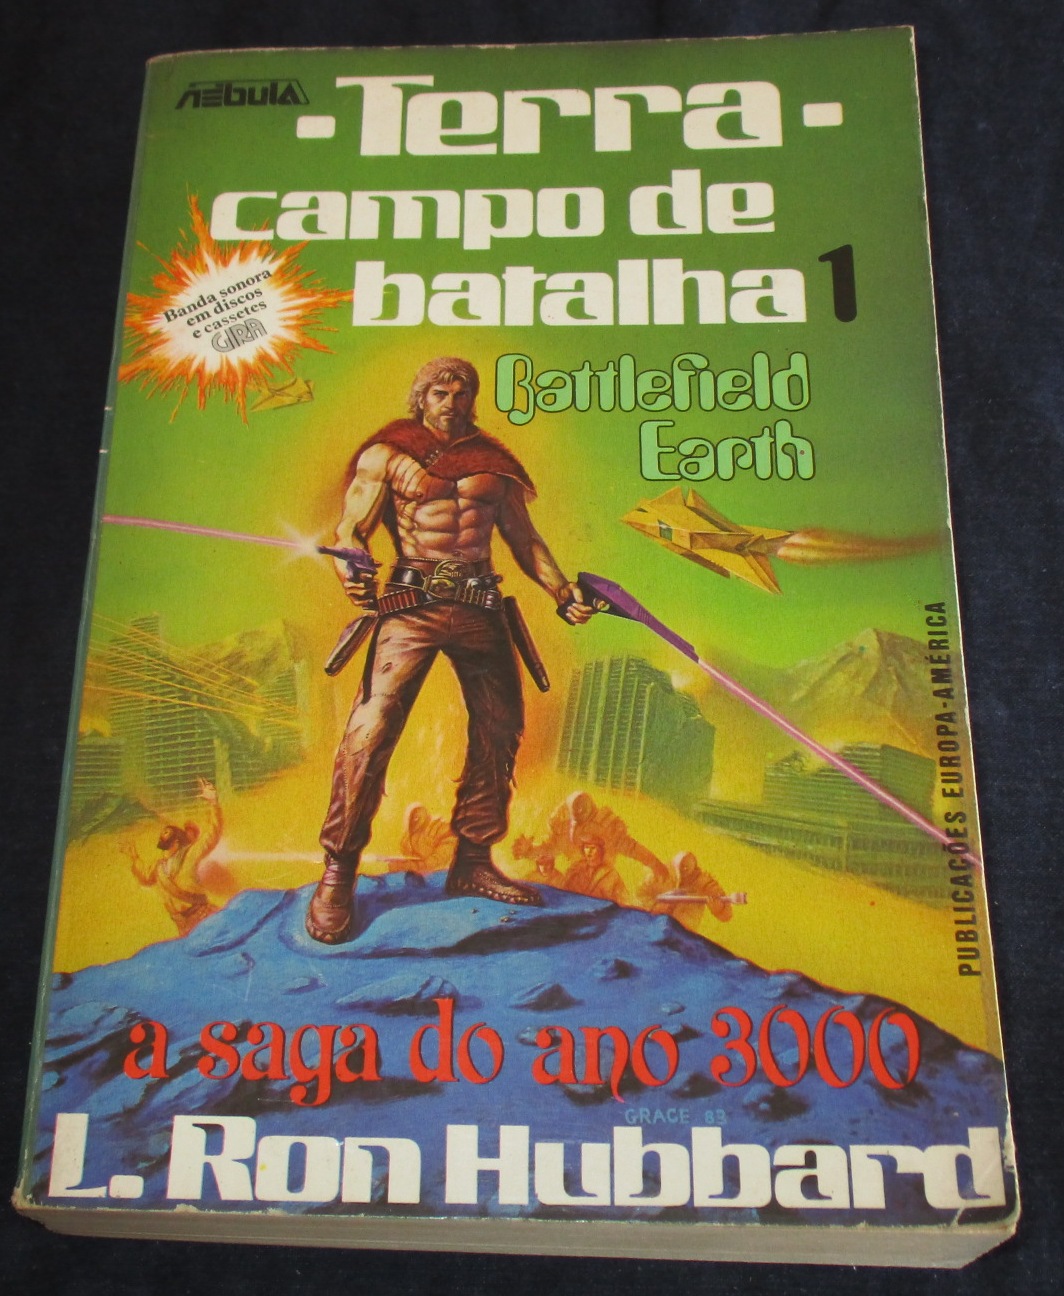 nébula
·Terra·
campo de
batalha 1
Banda sonora
em discos
e cassetes
GIRA
Battlefield
Earth
PUBLICAÇÕES EUROPA-AMÉRICA
a saga do ano 3000
GRACE 83
L. Ron Hubbard